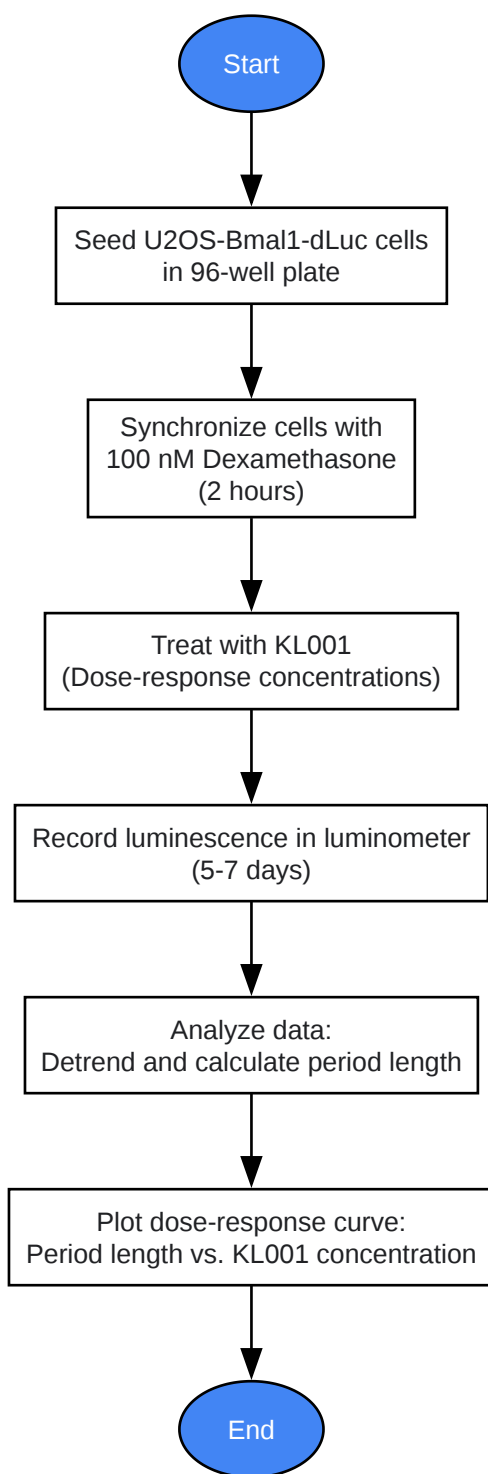 Start
Seed U2OS-Bmal1-dLuc cells
in 96-well plate
Synchronize cells with
100 nM Dexamethasone
(2 hours)
Treat with KL001
(Dose-response concentrations)
Record luminescence in luminometer
(5-7 days)
Analyze data:
Detrend and calculate period length
Plot dose-response curve:
Period length vs. KL001 concentration
End